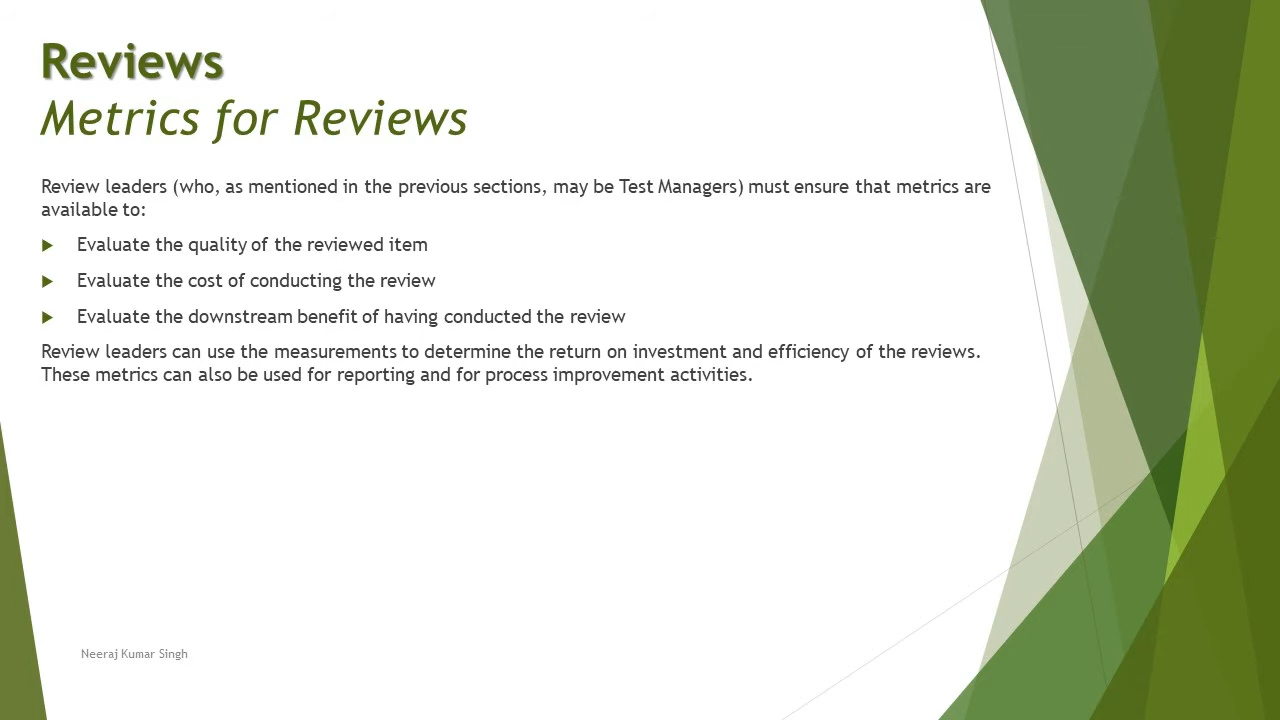 Reviews
Metrics for Reviews
Review leaders (who, as mentioned in the previous sections, may be Test Managers) must ensure that metrics are
available to:
Evaluate the quality of the reviewed item
Evaluate the cost of conducting the review
Evaluate the downstream benefit of having conducted the review
Review leaders can use the measurements to determine the return on investment and efficiency of the reviews.
These metrics can also be used for reporting and for process improvement activities.
Neeraj Kumar Singh